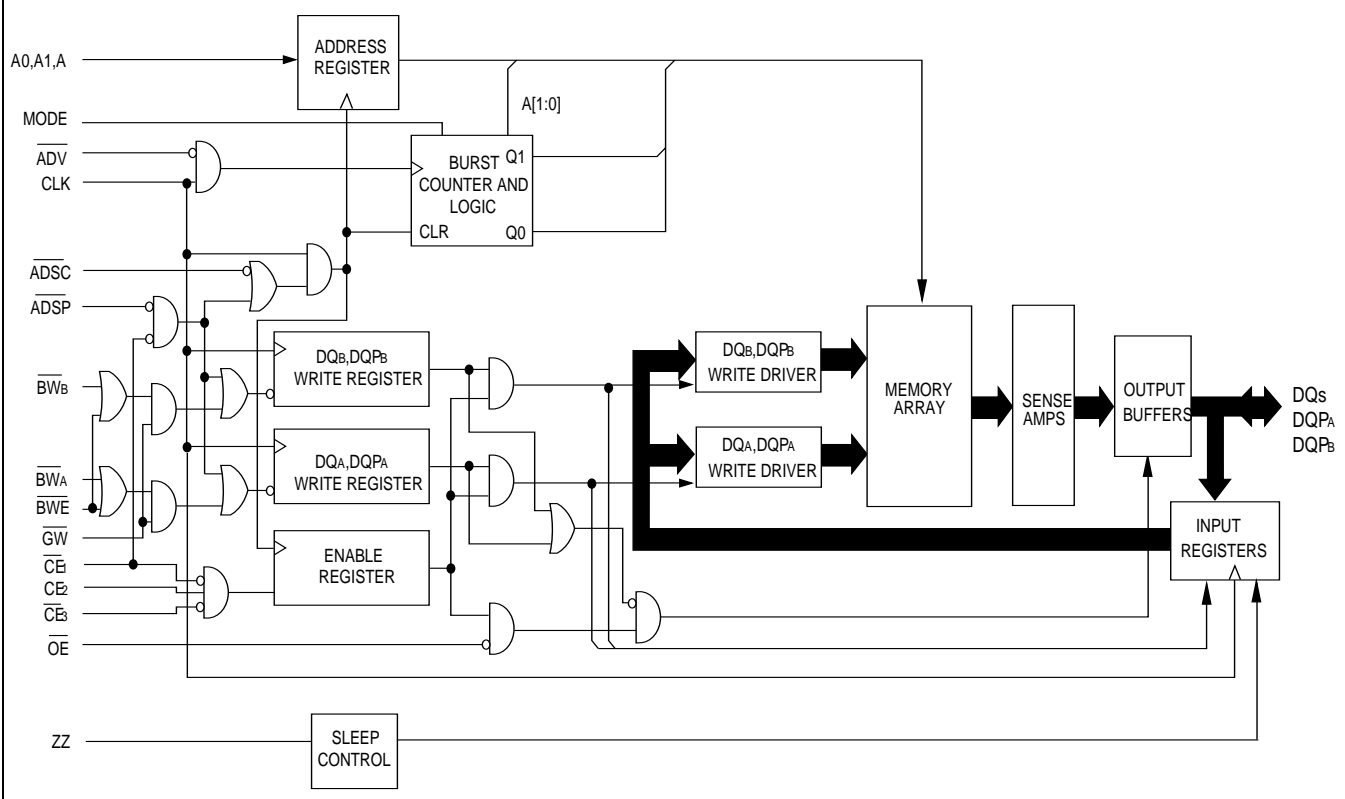 A0,A1,A
ADDRESS
REGISTER
A[1:0]
MODE
ADV
CLK
BURST
COUNTER AND
LOGIC
Q1
CLR
Q0
ADSC
ADSP
DQB,DQPB
WRITE REGISTER
DQB,DQPB
WRITE DRIVER
MEMORY
ARRAY
SENSE
AMPS
OUTPUT
BUFFERS
DQs
DQPA
DQPB
BWB
DQA,DQPA
WRITE REGISTER
DQA,DQPA
WRITE DRIVER
BWA
BWE
GW
CE1
CE2
CE3
ENABLE
REGISTER
INPUT
REGISTERS
OE
ZZ
SLEEP
CONTROL